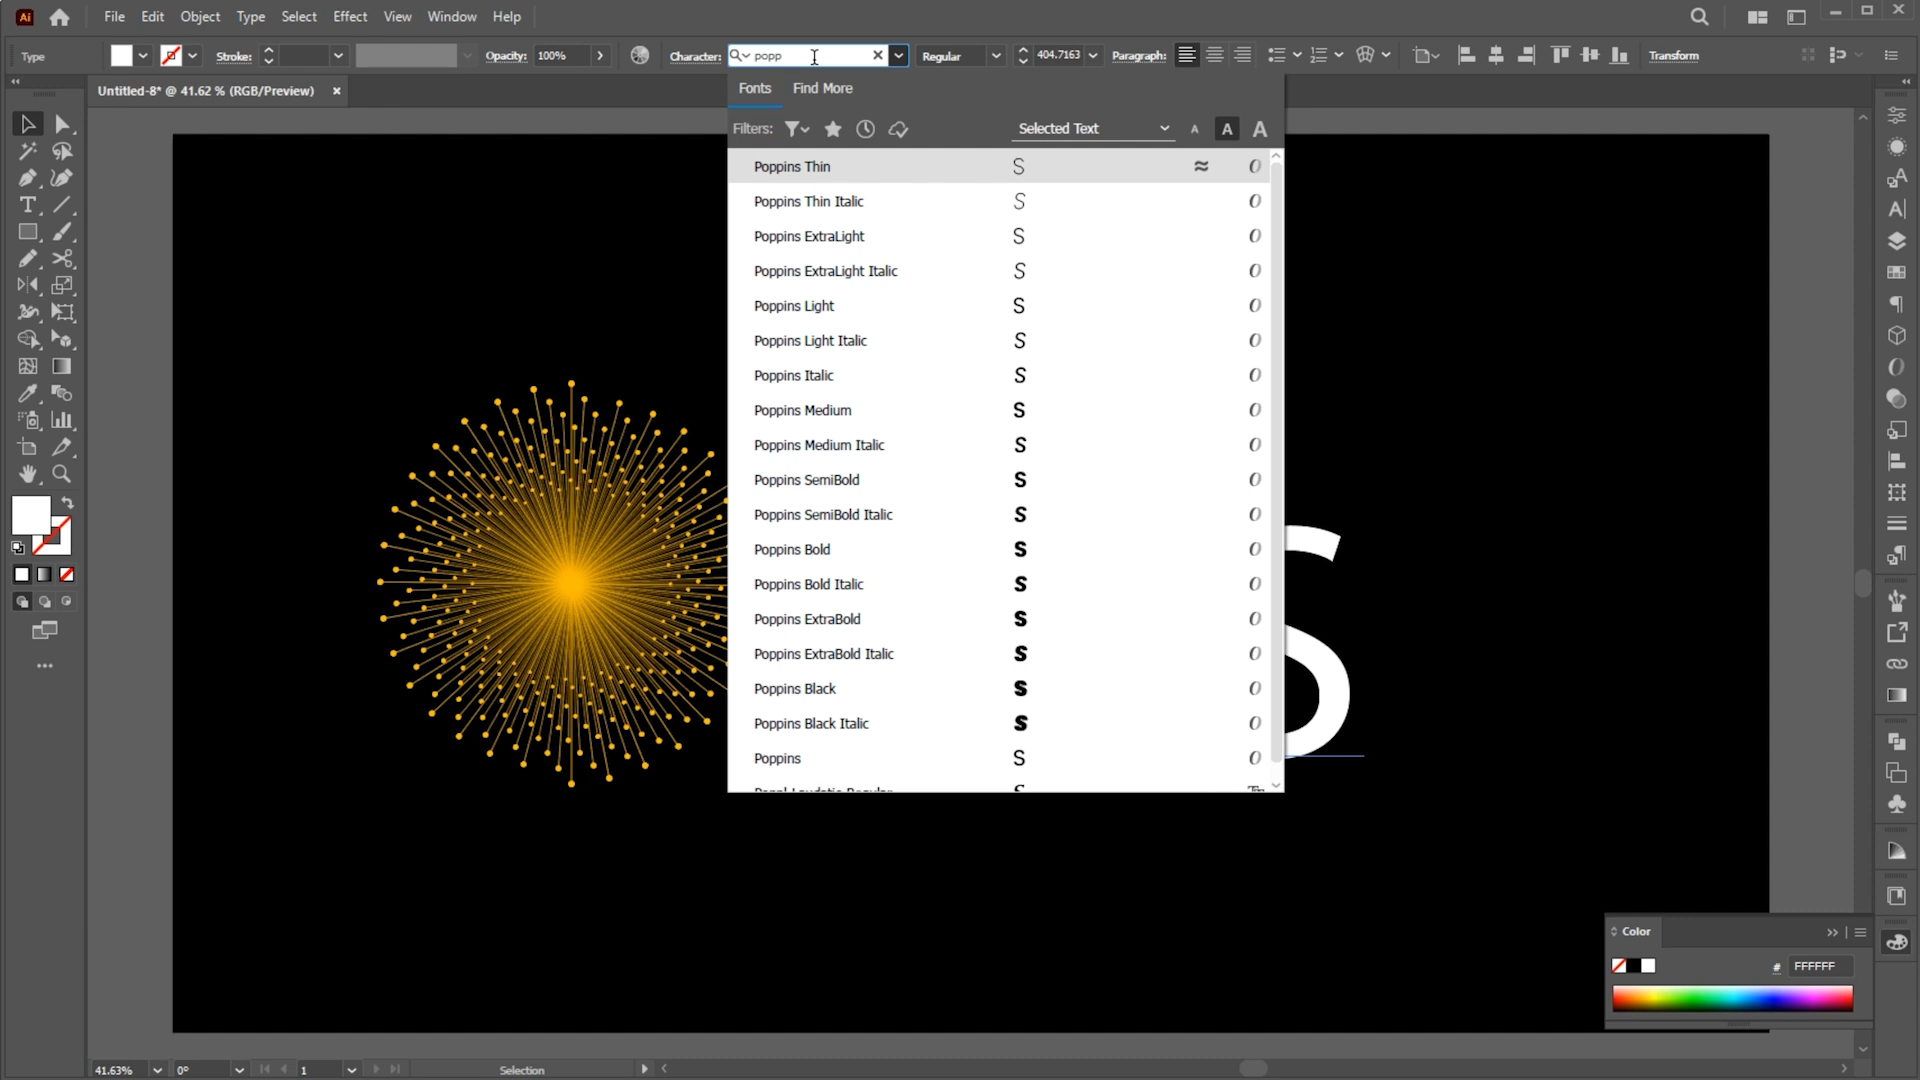 Ai File Edit Object Type Select Effect View Window Help
Type Stroke: Opacity: 100% Character: popp Regular 404.7163 Paragraph: Transform
Untitled-8* @ 41.62 % (RGB/Preview)
Fonts Find More
Filters: Selected Text A A A
Poppins Thin S
Poppins Thin Italic S
Poppins ExtraLight S
Poppins ExtraLight Italic S
Poppins Light S
Poppins Light Italic S
Poppins Italic S
Poppins Medium S
Poppins Medium Italic S
Poppins SemiBold S
Poppins SemiBold Italic S
Poppins Bold S
Poppins Bold Italic S
Poppins ExtraBold S
Poppins ExtraBold Italic S
Poppins Black S
Poppins Black Italic S
Poppins S
S
Color
# FFFFFF
41.63% 0° 1 Selection